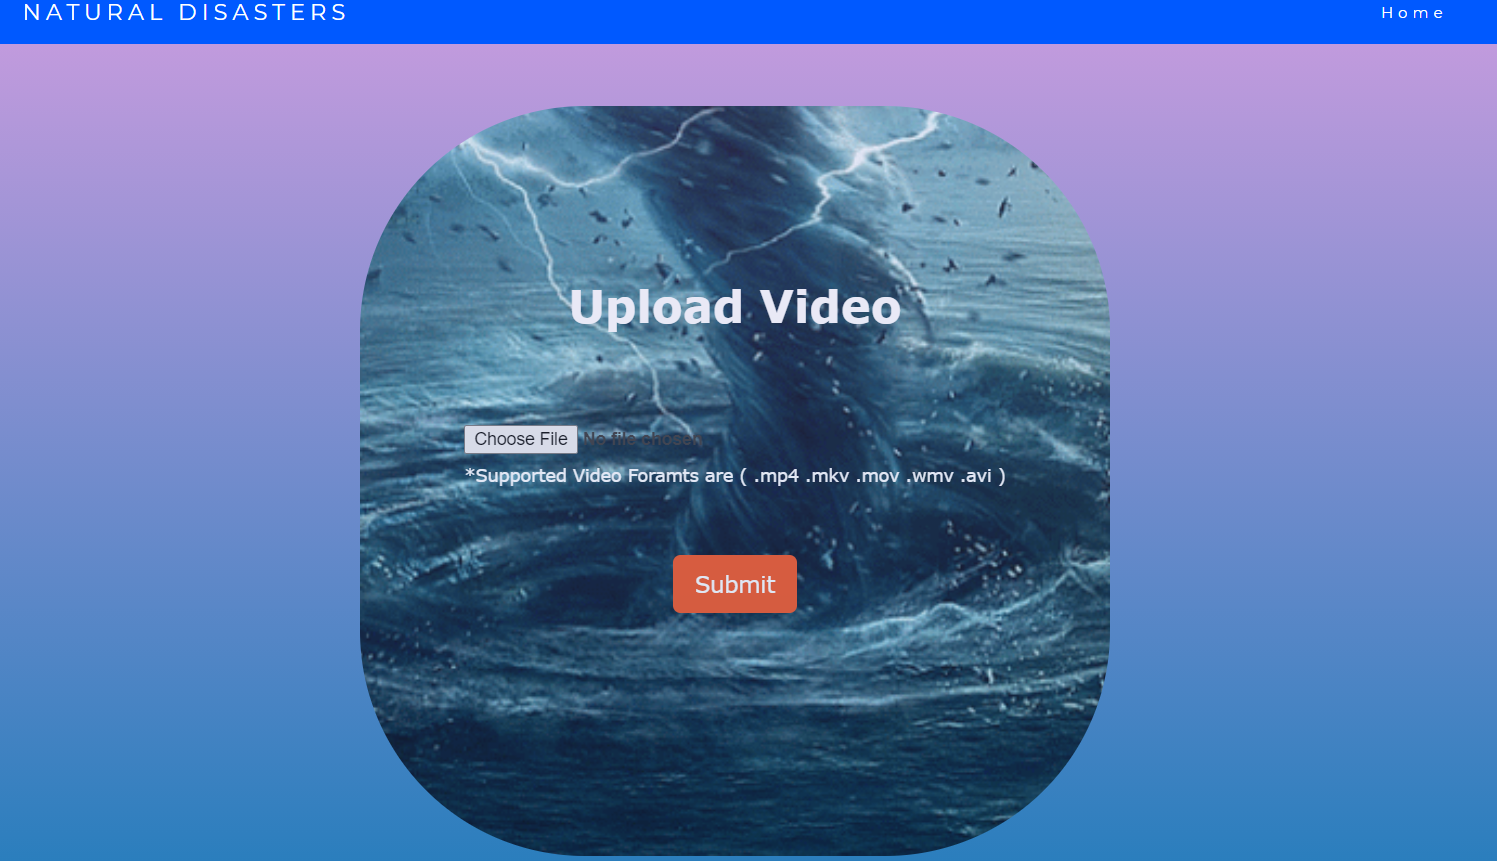 NATURAL DISASTERS Home
Upload Video
Choose File No file chosen
*Supported Video Foramts are ( .mp4 .mkv .mov .wmv .avi )
Submit